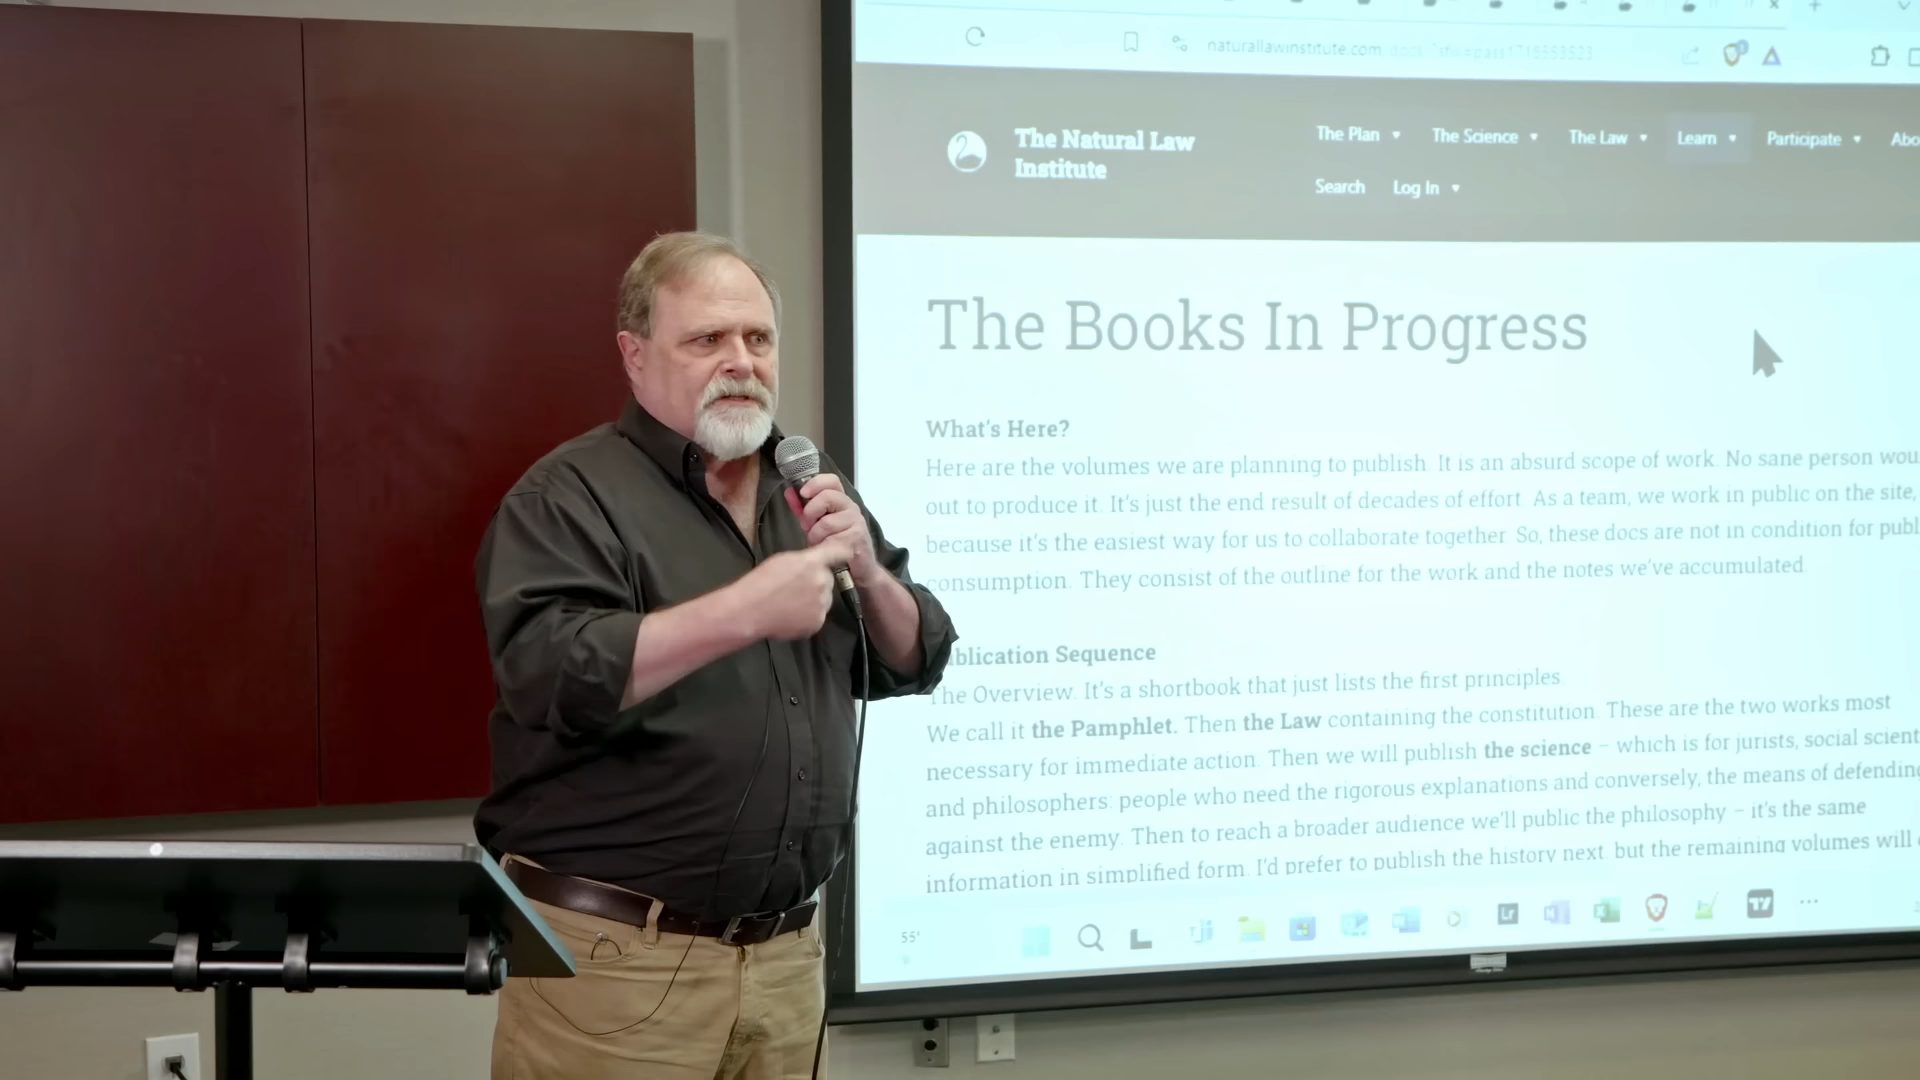 naturallawinstitute.com
The Natural Law
Institute
The Plan
The Science
The Law
Learn
Participate
Abo
Search
Log In
The Books In Progress
What's Here?
Here are the volumes we are planning to publish. It is an absurd scope of work. No sane person wou
out to produce it. It's just the end result of decades of effort. As a team, we work in public on the site,
because it's the easiest way for us to collaborate together. So, these docs are not in condition for publ
consumption. They consist of the outline for the work and the notes we've accumulated.
blication Sequence
The Overview. It's a shortbook that just lists the first principles.
We call it the Pamphlet. Then the Law containing the constitution. These are the two works most
necessary for immediate action. Then we will publish the science – which is for jurists, social scient
and philosophers: people who need the rigorous explanations and conversely, the means of defending
against the enemy. Then to reach a broader audience we'll public the philosophy – it's the same
information in simplified form. I'd prefer to publish the history next, but the remaining volumes will
55°
Lr